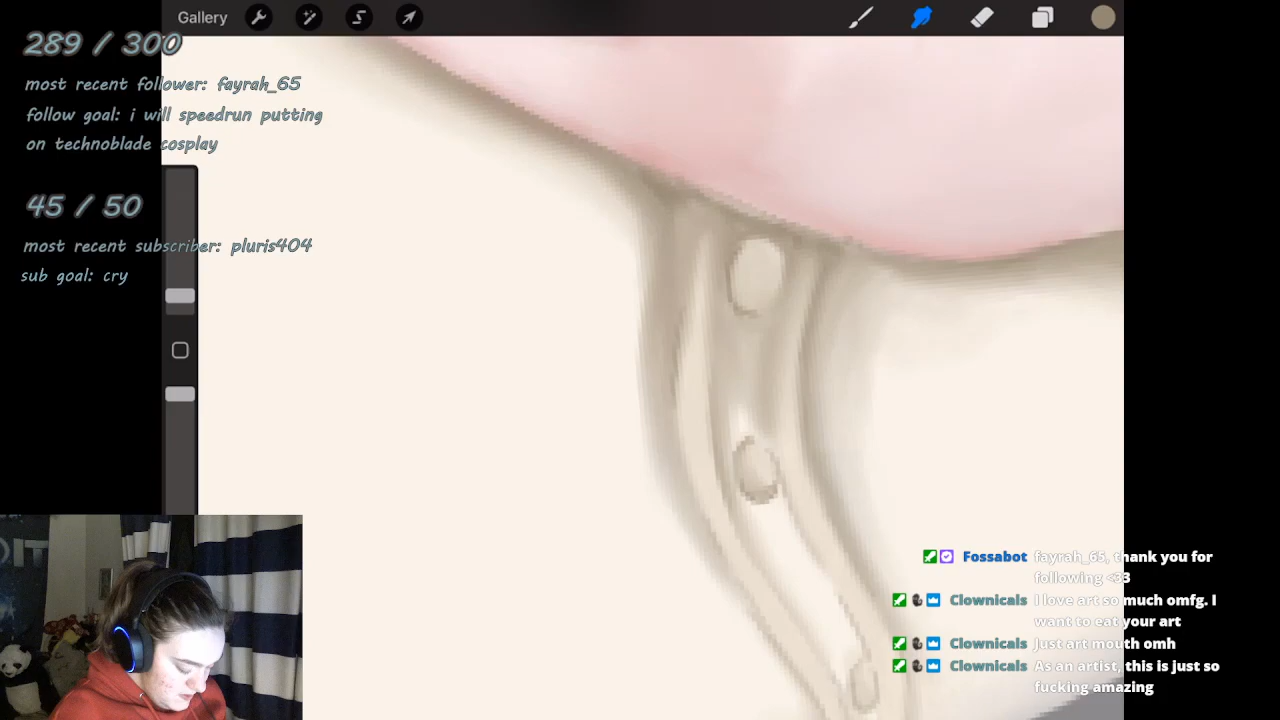 Gallery
289 / 300
most recent follower: fayrah_65
follow goal: i will speedrun putting
on technoblade cosplay
45 / 50
most recent subscriber: pluris404
sub goal: cry
Fossabot fayrah_65, thank you for
following <33
Clownicals I love art so much omfg. I
want to eat your art
Clownicals Just art mouth omh
Clownicals As an artist, this is just so
fucking amazing